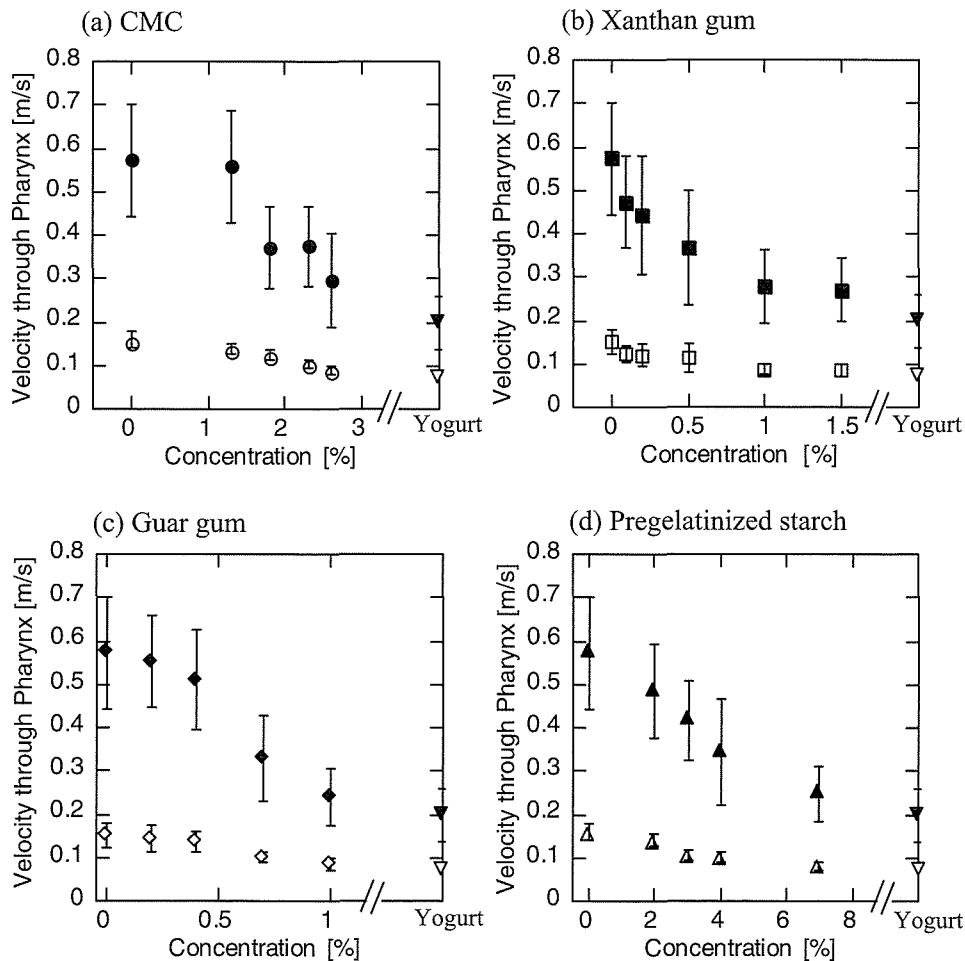 (a) CMC
Velocity through Pharynx [m/s]
0.8
0.7
0.6
0.5
0.4
0.3
0.2
0.1
0
0 1 2 3 Yogurt
Concentration [%]
(b) Xanthan gum
Velocity through Pharynx [m/s]
0.8
0.7
0.6
0.5
0.4
0.3
0.2
0.1
0
0 0.5 1 1.5 Yogurt
Concentration [%]
(c) Guar gum
Velocity through Pharynx [m/s]
0.8
0.7
0.6
0.5
0.4
0.3
0.2
0.1
0
0 0.5 1 Yogurt
Concentration [%]
(d) Pregelatinized starch
Velocity through Pharynx [m/s]
0.8
0.7
0.6
0.5
0.4
0.3
0.2
0.1
0
0 2 4 6 8 Yogurt
Concentration [%]